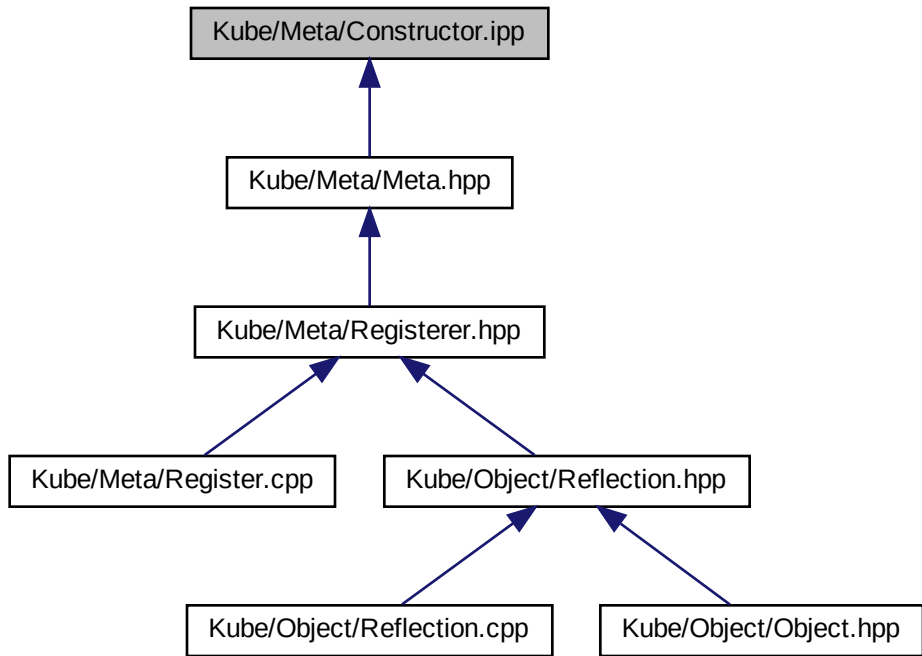 Kube/Meta/Constructor.ipp
Kube/Meta/Meta.hpp
Kube/Meta/Registerer.hpp
Kube/Meta/Register.cpp
Kube/Object/Reflection.hpp
Kube/Object/Reflection.cpp
Kube/Object/Object.hpp